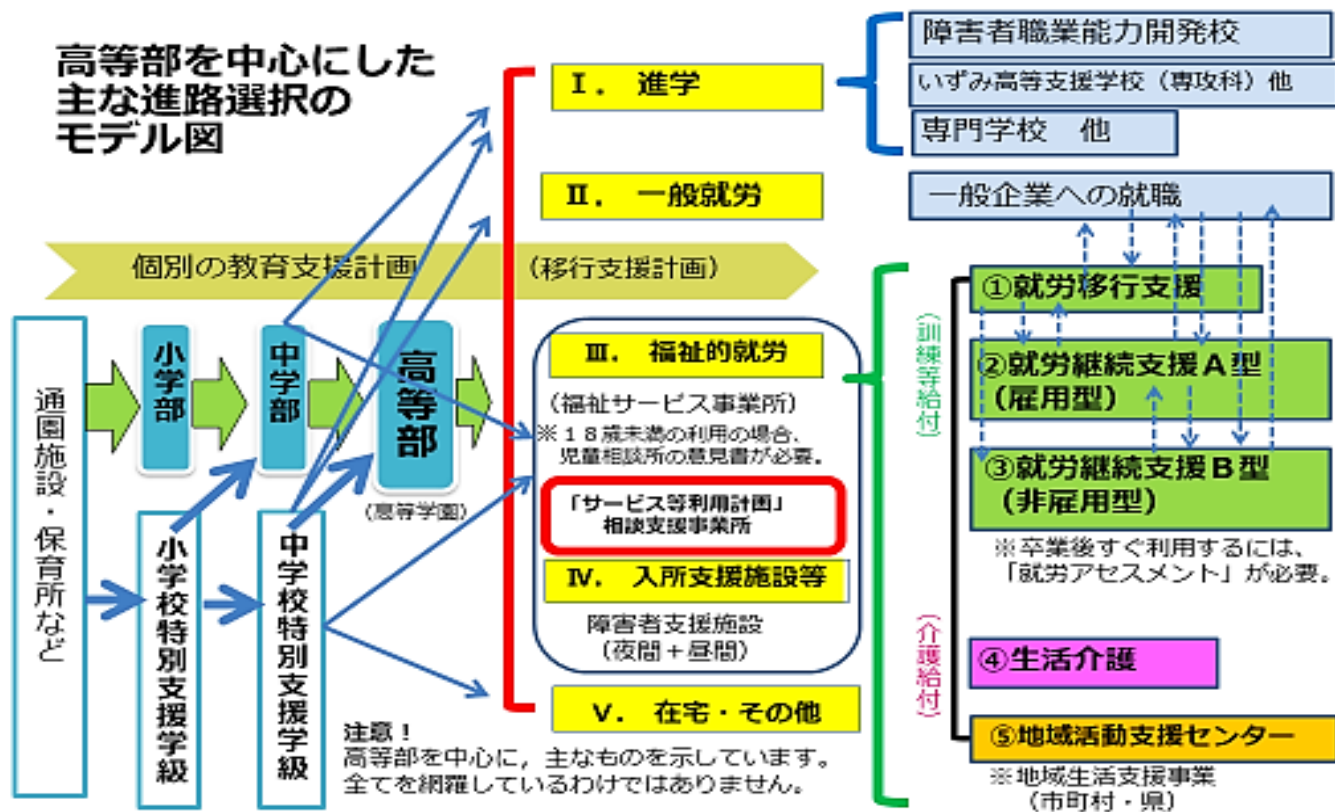 高等部を中心にした
主な進路選択の
モデル図
Ⅰ. 進学
障害者職業能力開発校
いずみ高等支援学校（専攻科）他
専門学校　他
Ⅱ. 一般就労
一般企業への就職
個別の教育支援計画
（移行支援計画）
通園施設・保育所など
小学部
中学部
高等部
（高等学園）
小学校特別支援学級
中学校特別支援学級
Ⅲ. 福祉的就労
（福祉サービス事業所）
※１８歳未満の利用の場合、
児童相談所の意見書が必要。
「サービス等利用計画」
相談支援事業所
Ⅳ. 入所支援施設等
障害者支援施設
（夜間＋昼間）
Ⅴ. 在宅・その他
（訓練等給付）
①就労移行支援
②就労継続支援Ａ型
（雇用型）
③就労継続支援Ｂ型
（非雇用型）
※卒業後すぐ利用するには、
「就労アセスメント」が必要。
（介護給付）
④生活介護
⑤地域活動支援センター
※地域生活支援事業
（市町村・県）
注意！
高等部を中心に，主なものを示しています。
全てを網羅しているわけではありません。